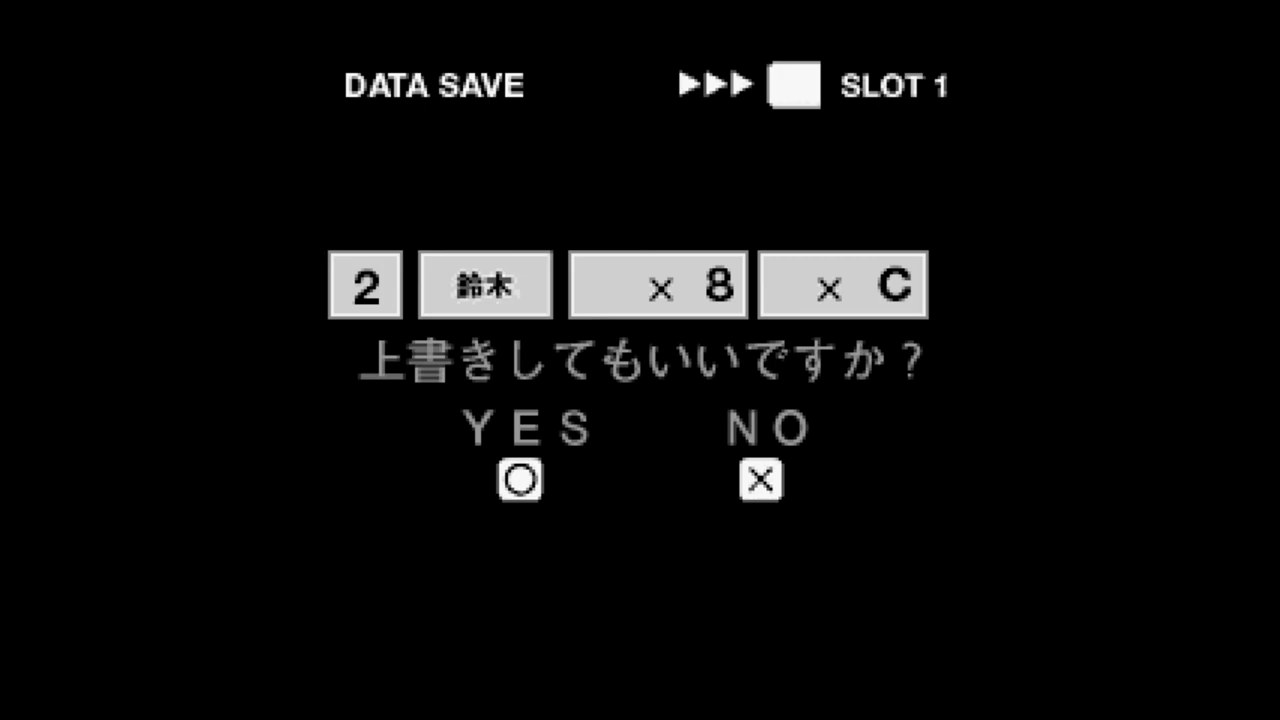 DATA SAVE ▶▶▶ SLOT 1
2 鈴木 × 8 × C
上書きしてもいいですか？
YES NO
○ ×